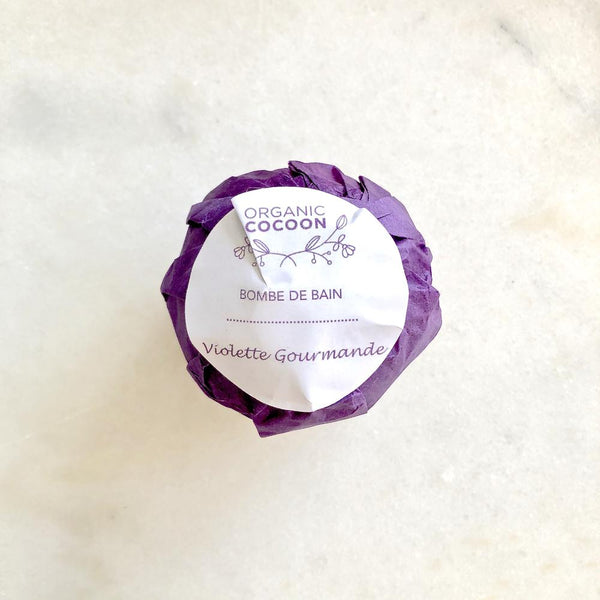 ORGANIC
COCOON
BOMBE DE BAIN
Violette Gourmande